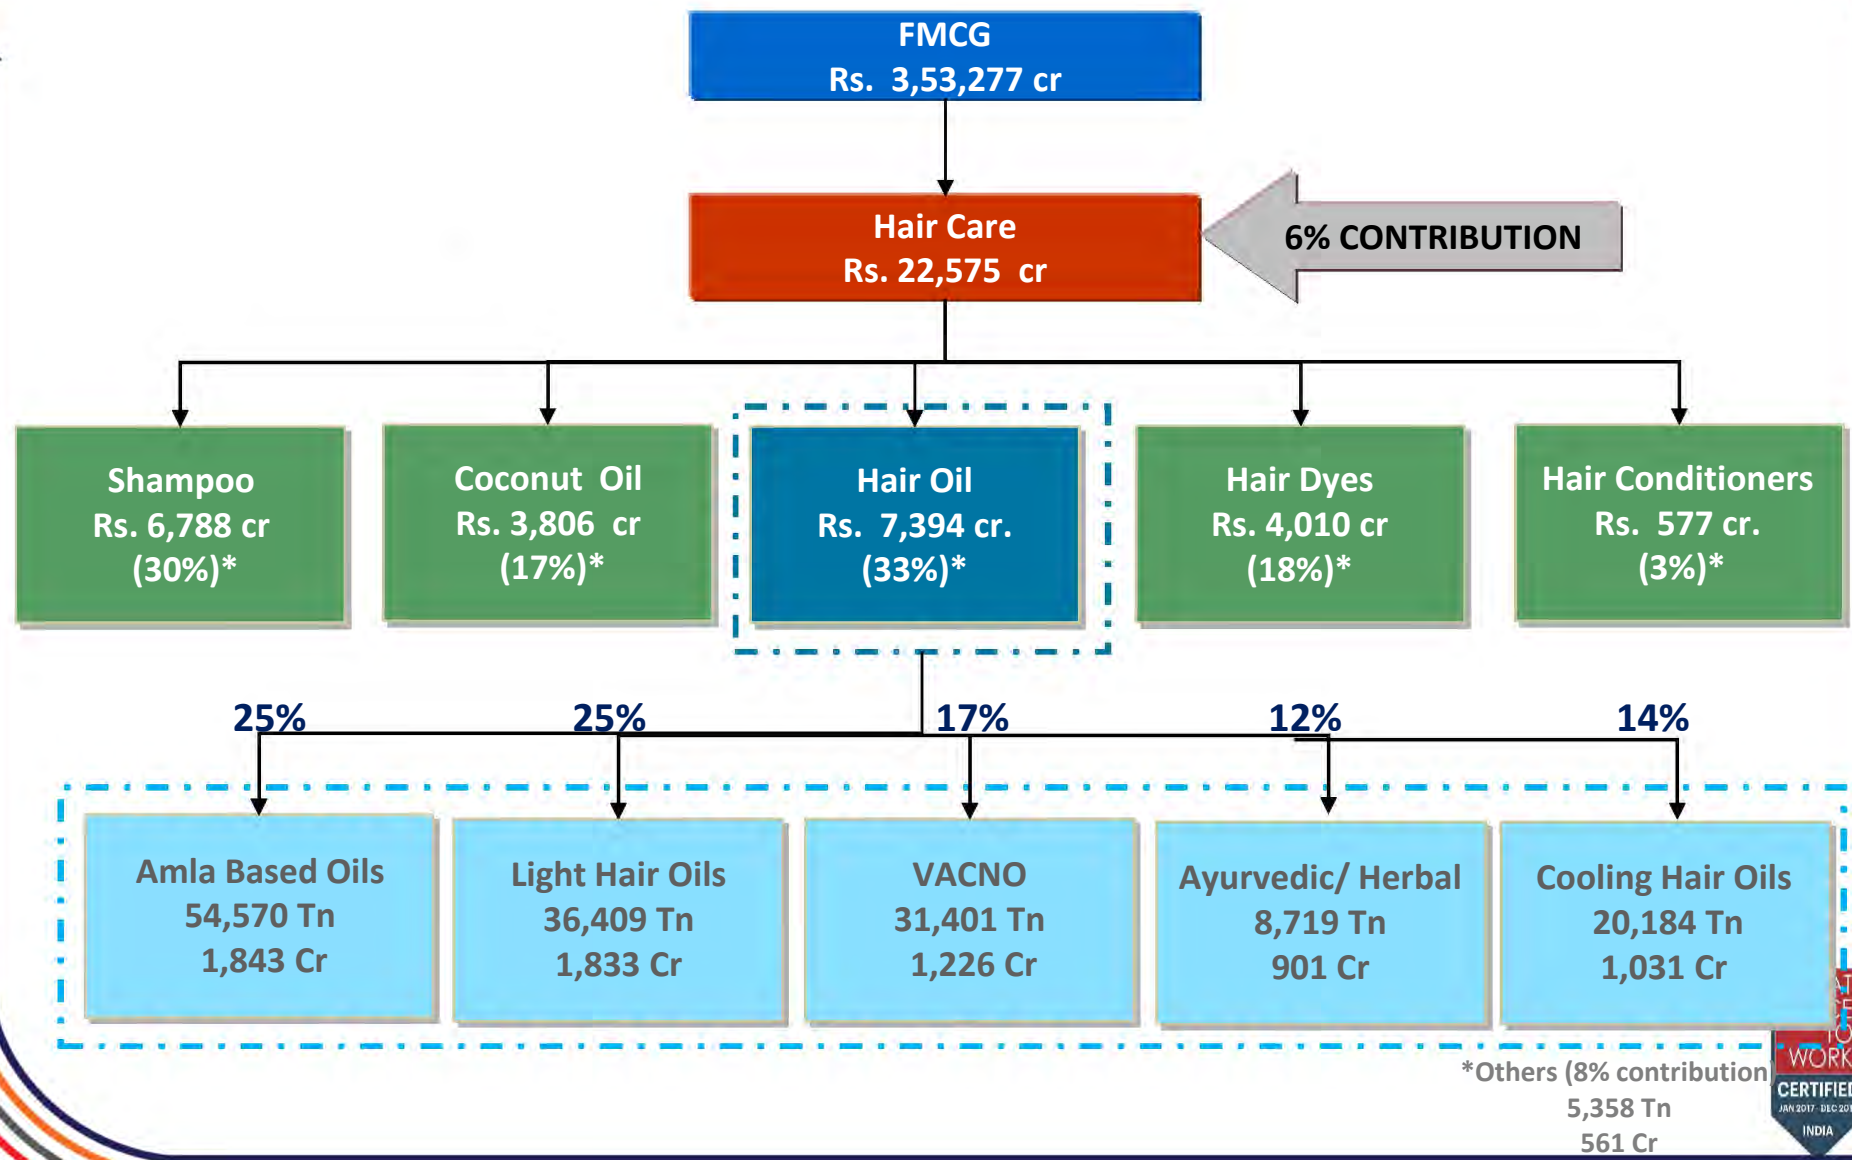 FMCG
Rs. 3,53,277 cr
Hair Care
Rs. 22,575 cr
6% CONTRIBUTION
Shampoo
Rs. 6,788 cr
(30%)*
Coconut Oil
Rs. 3,806 cr
(17%)*
Hair Oil
Rs. 7,394 cr.
(33%)*
Hair Dyes
Rs. 4,010 cr
(18%)*
Hair Conditioners
Rs. 577 cr.
(3%)*
25%
25%
17%
12%
14%
Amla Based Oils
54,570 Tn
1,843 Cr
Light Hair Oils
36,409 Tn
1,833 Cr
VACNO
31,401 Tn
1,226 Cr
Ayurvedic/ Herbal
8,719 Tn
901 Cr
Cooling Hair Oils
20,184 Tn
1,031 Cr
*Others (8% contribution)
5,358 Tn
561 Cr
TO
WORK
CERTIFIED
INDIA